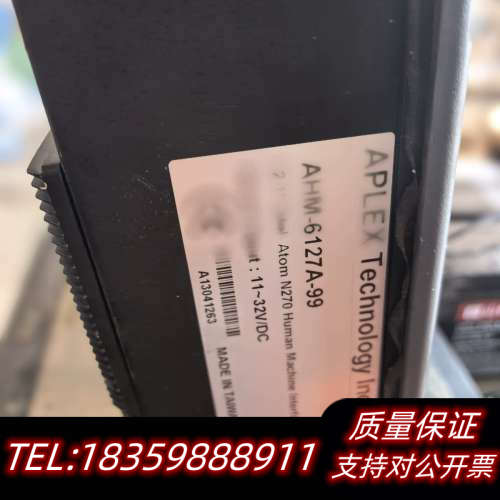 APLEX Technology Inc
AHM-6127A-99
Atom N270 Human Machine Interf
: 11~32V/DC
A13041263
MADE IN TAIWA
TEL:18359888911
质量保证
支持对公开票